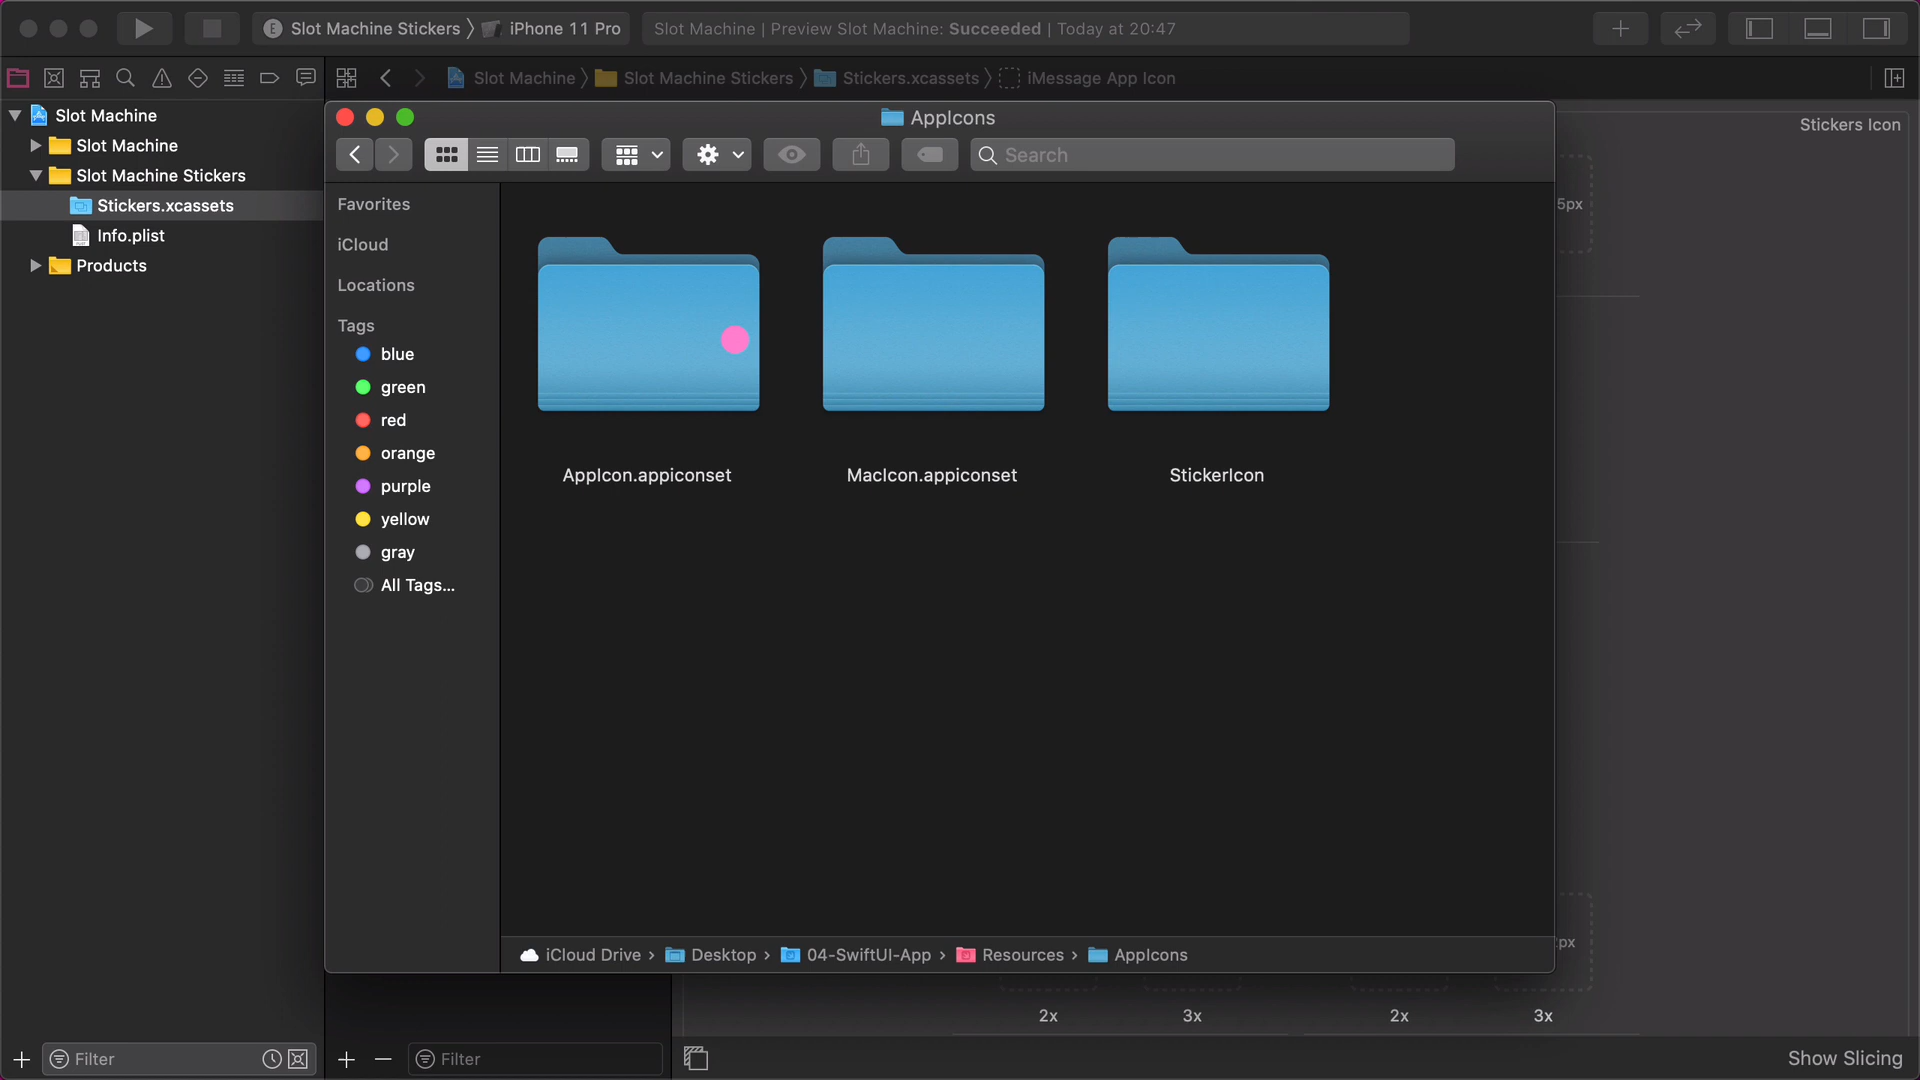 Slot Machine Stickers
iPhone 11 Pro
Slot Machine | Preview Slot Machine: Succeeded | Today at 20:47
Slot Machine
Slot Machine Stickers
Stickers.xcassets
iMessage App Icon
Slot Machine
Slot Machine
Slot Machine Stickers
Stickers.xcassets
Info.plist
Products
AppIcons
Search
Stickers Icon
5px
Favorites
iCloud
Locations
Tags
blue
green
red
orange
purple
yellow
gray
All Tags...
AppIcon.appiconset
MacIcon.appiconset
StickerIcon
px
iCloud Drive › Desktop › 04-SwiftUI-App › Resources › AppIcons
2x
3x
2x
3x
Filter
Filter
Show Slicing